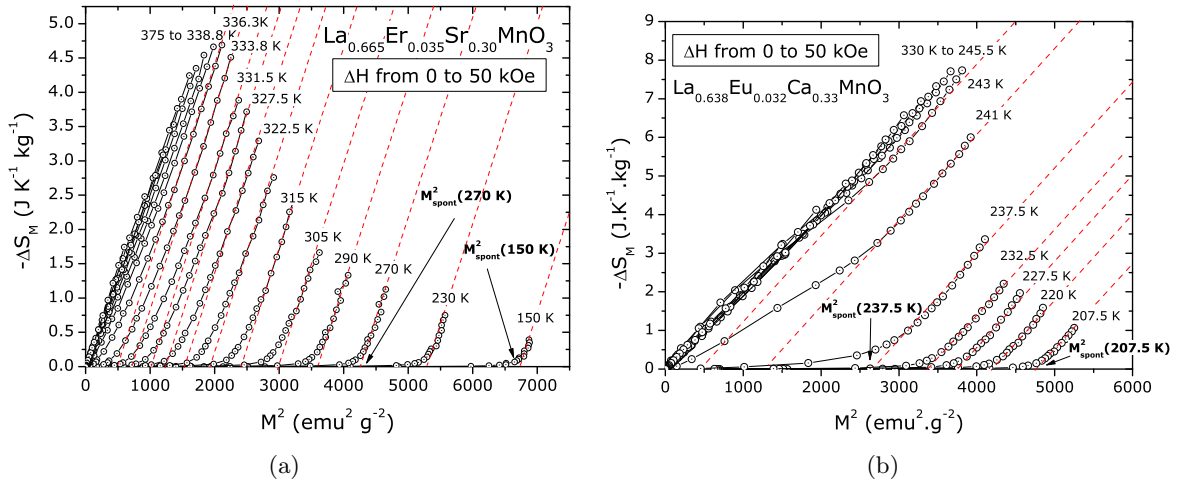 La0.665Er0.035Sr0.30MnO3
ΔH from 0 to 50 kOe
375 to 338.8 K
336.3K
333.8 K
331.5 K
327.5 K
322.5 K
315 K
305 K
290 K
270 K
230 K
150 K
M²spont(270 K)
M²spont(150 K)
5.0
4.5
4.0
3.5
3.0
2.5
2.0
1.5
1.0
0.5
0.0
0 1000 2000 3000 4000 5000 6000 7000
-ΔSM (J K⁻¹ kg⁻¹)
M² (emu² g⁻²)
(a)
ΔH from 0 to 50 kOe
La0.638Eu0.032Ca0.33MnO3
330 K to 245.5 K
243 K
241 K
237.5 K
232.5 K
227.5 K
220 K
207.5 K
M²spont(237.5 K)
M²spont(207.5 K)
9
8
7
6
5
4
3
2
1
0
0 1000 2000 3000 4000 5000 6000
-ΔSM (J.K⁻¹.kg⁻¹)
M² (emu².g⁻²)
(b)